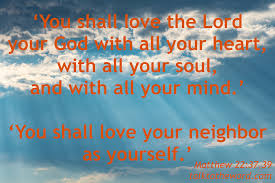 ‘You shall love the Lord
your God with all your heart,
with all your soul,
and with all your mind.’
‘You shall love your neighbor
as yourself.’
Matthew 22:37,39